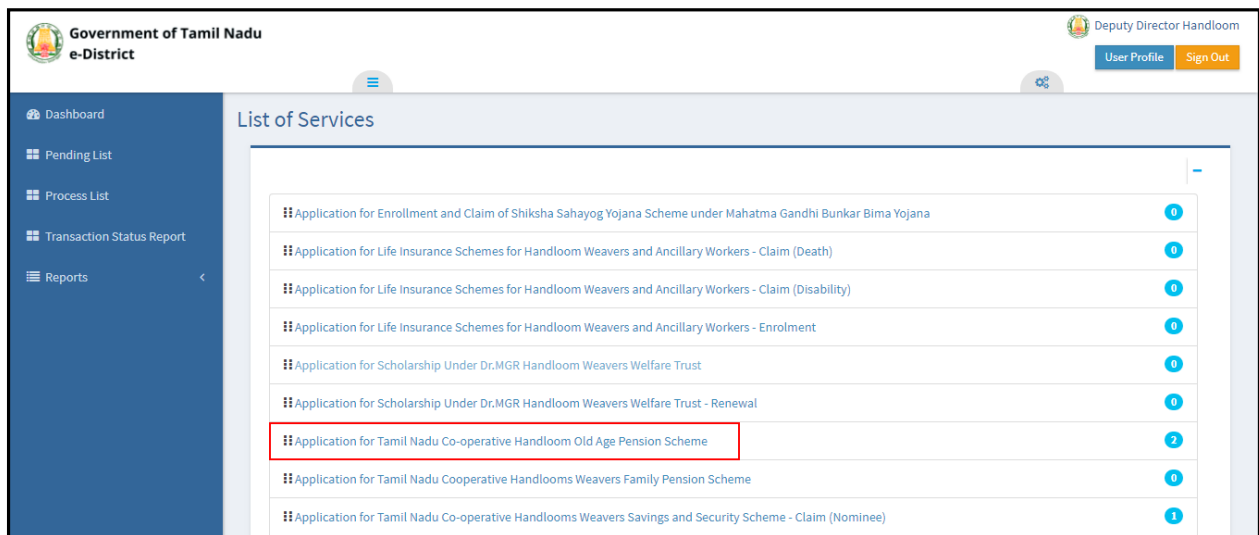 Government of Tamil Nadu
e-District
Deputy Director Handloom
User Profile
Sign Out
Dashboard
Pending List
Process List
Transaction Status Report
Reports
List of Services
Application for Enrollment and Claim of Shiksha Sahayog Yojana Scheme under Mahatma Gandhi Bunkar Bima Yojana 0
Application for Life Insurance Schemes for Handloom Weavers and Ancillary Workers - Claim (Death) 0
Application for Life Insurance Schemes for Handloom Weavers and Ancillary Workers - Claim (Disability) 0
Application for Life Insurance Schemes for Handloom Weavers and Ancillary Workers - Enrolment 0
Application for Scholarship Under Dr.MGR Handloom Weavers Welfare Trust 0
Application for Scholarship Under Dr.MGR Handloom Weavers Welfare Trust - Renewal 0
Application for Tamil Nadu Co-operative Handloom Old Age Pension Scheme 2
Application for Tamil Nadu Cooperative Handlooms Weavers Family Pension Scheme 0
Application for Tamil Nadu Co-operative Handlooms Weavers Savings and Security Scheme - Claim (Nominee) 1